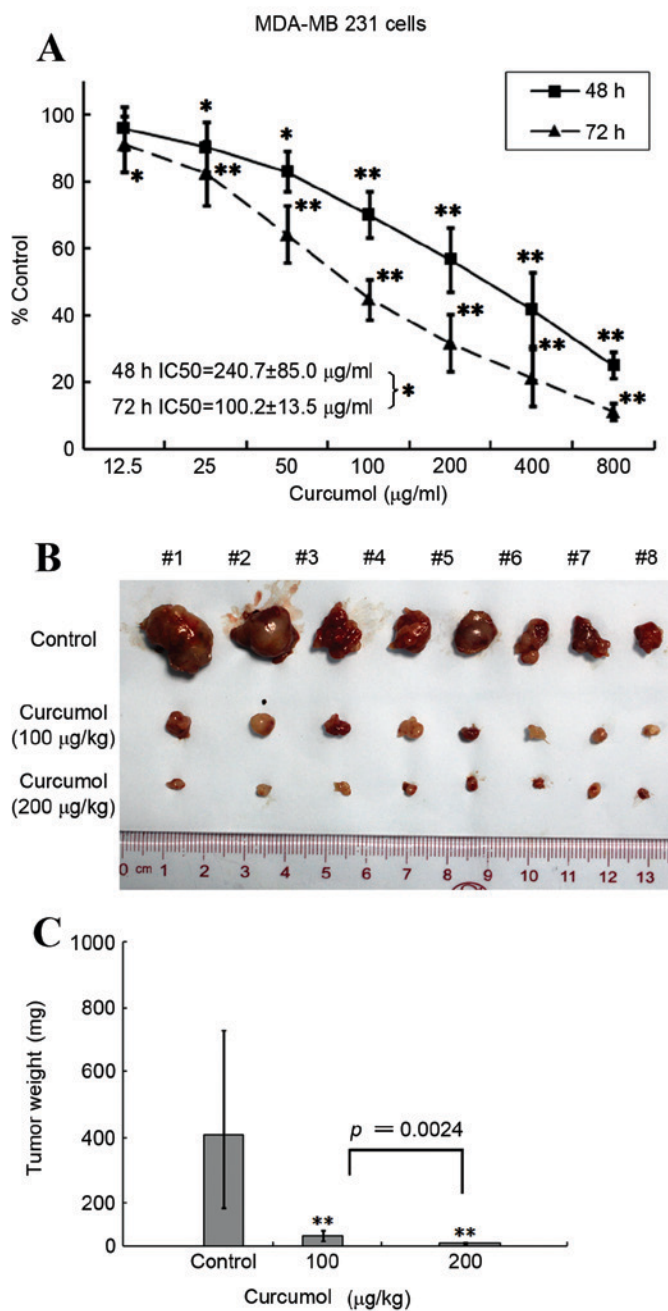 MDA-MB 231 cells
A
48 h
72 h
100
80
60
40
20
0
% Control
* * ** ** ** **
* ** ** ** ** ** **
48 h IC50=240.7±85.0 μg/ml
72 h IC50=100.2±13.5 μg/ml
*
12.5 25 50 100 200 400 800
Curcumol (μg/ml)
B
#1 #2 #3 #4 #5 #6 #7 #8
Control
Curcumol
(100 μg/kg)
Curcumol
(200 μg/kg)
0 cm 1 2 3 4 5 6 7 8 9 10 11 12 13
C
1000
800
600
400
200
0
Tumor weight (mg)
p = 0.0024
** **
Control 100 200
Curcumol (μg/kg)